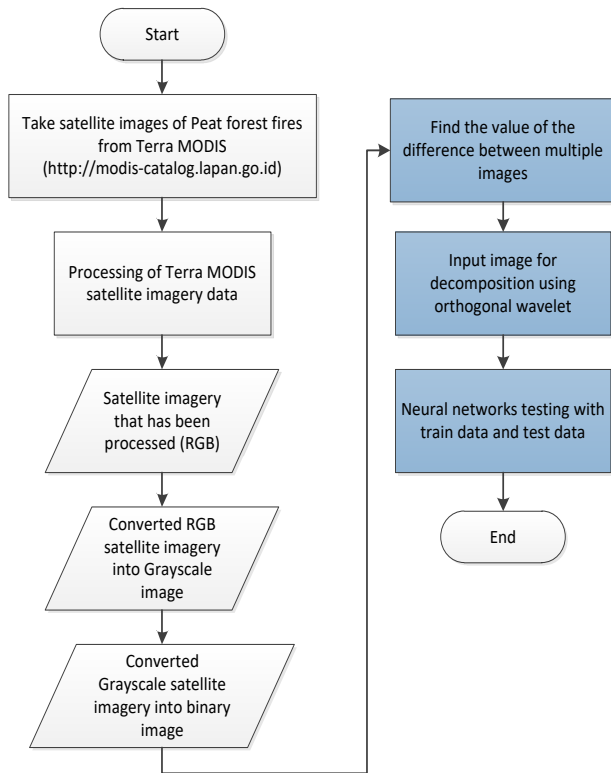 Start
Take satellite images of Peat forest fires
from Terra MODIS
(http://modis-catalog.lapan.go.id)
Processing of Terra MODIS
satellite imagery data
Satellite imagery
that has been
processed (RGB)
Converted RGB
satellite imagery
into Grayscale
image
Converted
Grayscale satellite
imagery into binary
image
Find the value of the
difference between multiple
images
Input image for
decomposition using
orthogonal wavelet
Neural networks testing with
train data and test data
End